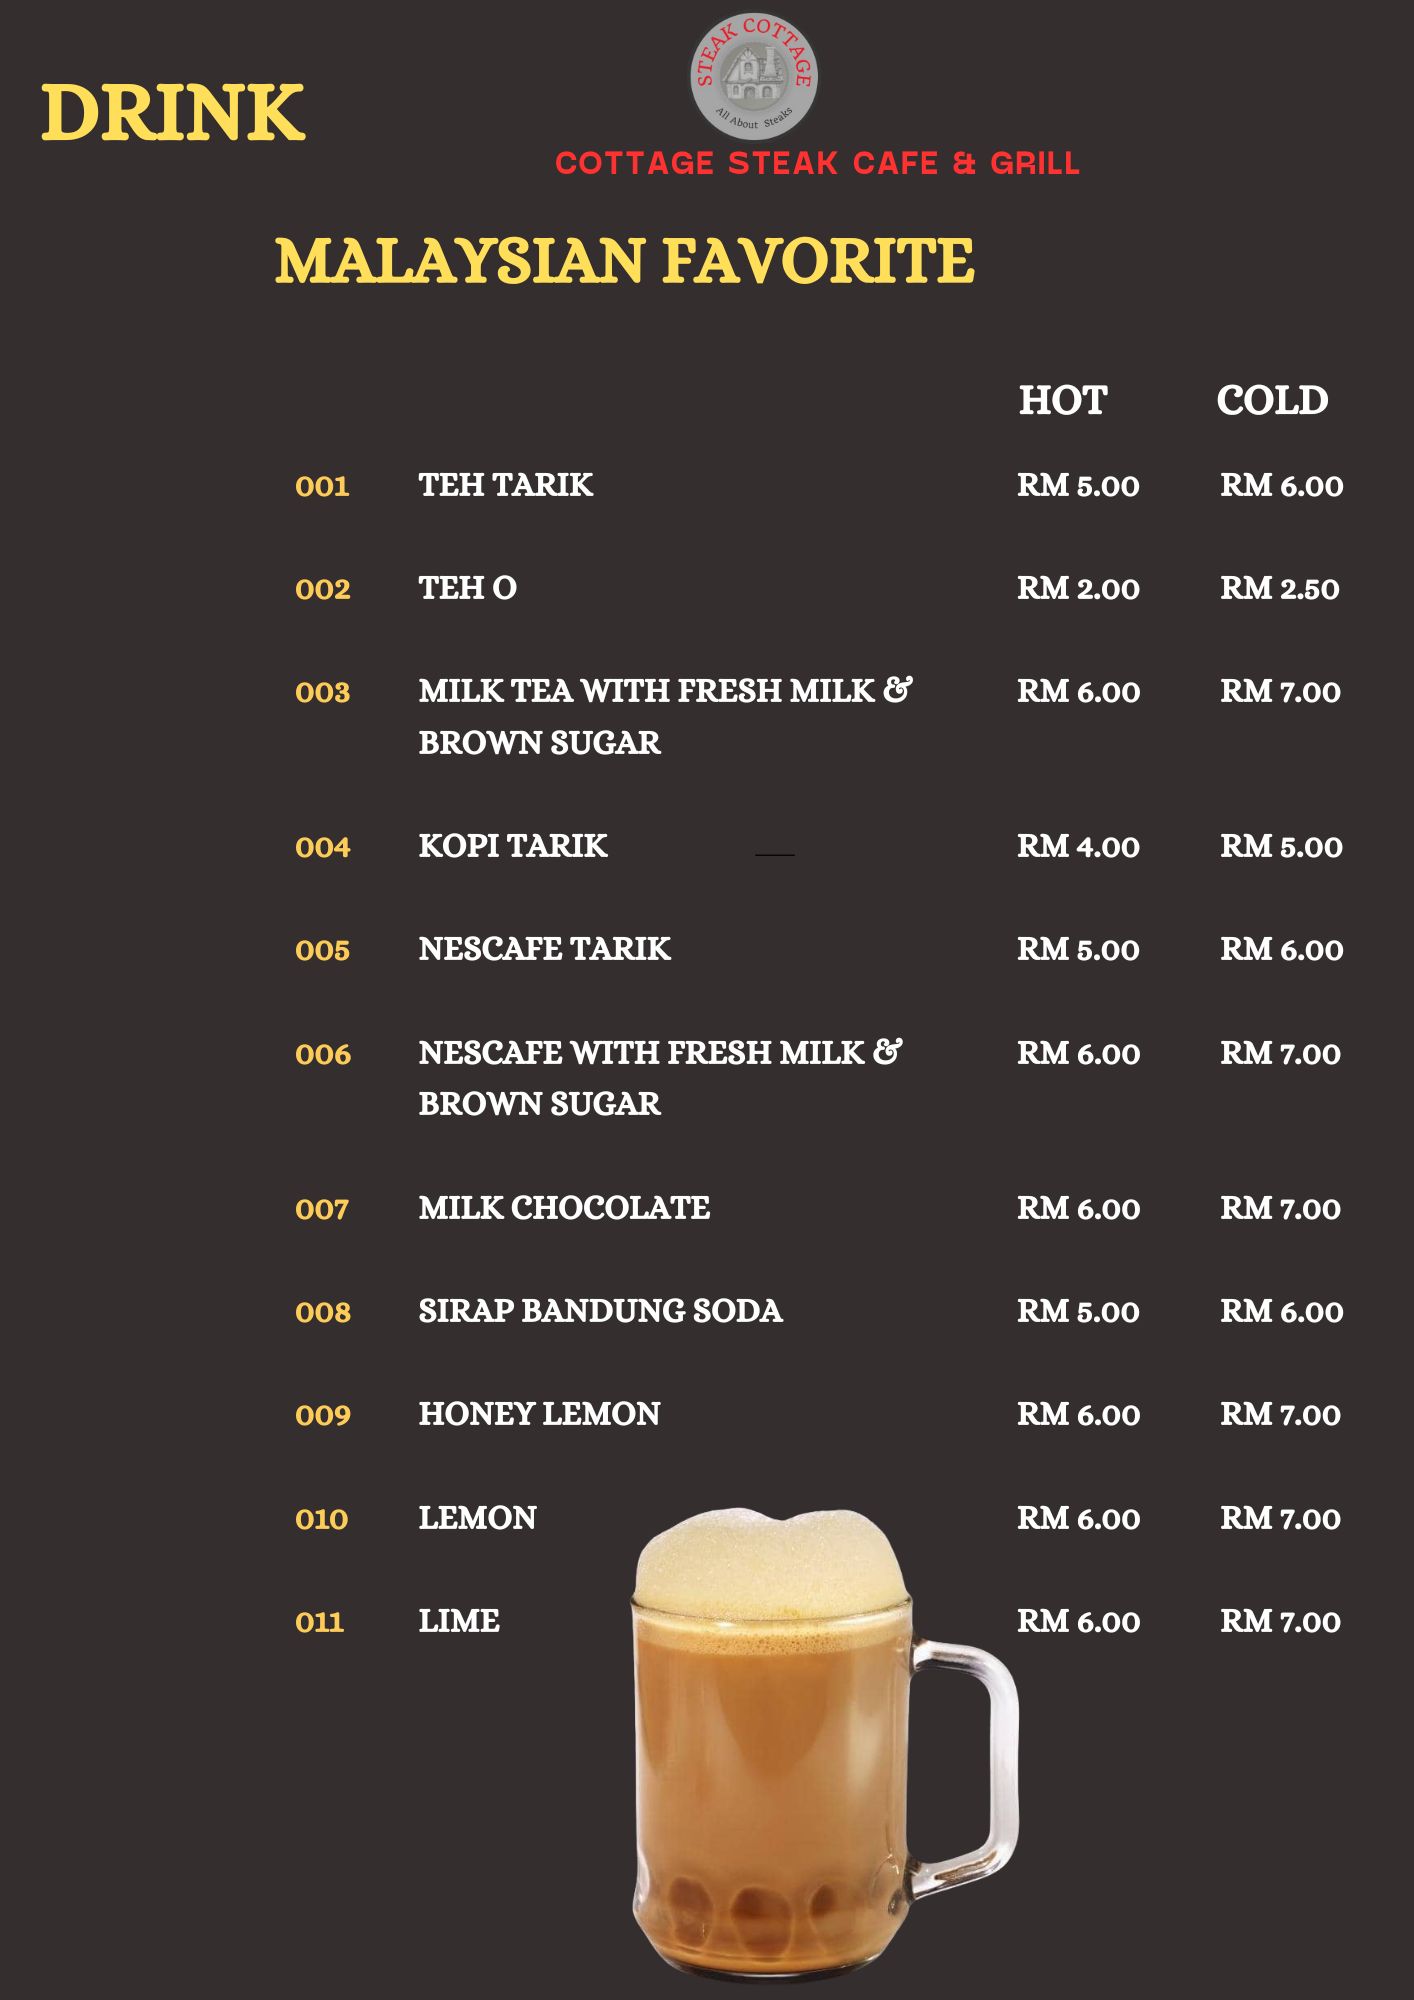 STEAK COTTAGE
All About Steaks
DRINK
COTTAGE STEAK CAFE & GRILL
MALAYSIAN FAVORITE
HOT COLD
001 TEH TARIK RM 5.00 RM 6.00
002 TEH O RM 2.00 RM 2.50
003 MILK TEA WITH FRESH MILK & RM 6.00 RM 7.00
BROWN SUGAR
004 KOPI TARIK RM 4.00 RM 5.00
005 NESCAFE TARIK RM 5.00 RM 6.00
006 NESCAFE WITH FRESH MILK & RM 6.00 RM 7.00
BROWN SUGAR
007 MILK CHOCOLATE RM 6.00 RM 7.00
008 SIRAP BANDUNG SODA RM 5.00 RM 6.00
009 HONEY LEMON RM 6.00 RM 7.00
010 LEMON RM 6.00 RM 7.00
011 LIME RM 6.00 RM 7.00